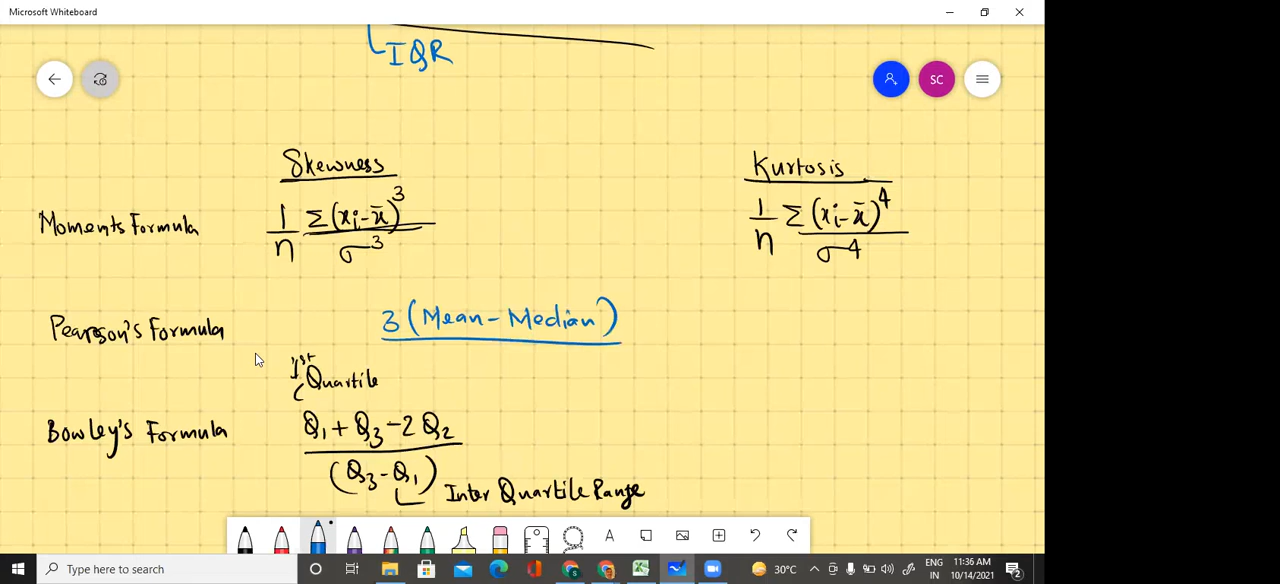 Microsoft Whiteboard
IQR
SC
Skewness
Kurtosis
Moments Formula
1/n Σ(xi-x̄)³/σ³
1/n Σ(xi-x̄)⁴/σ⁴
Pearson's Formula
3(Mean-Median)
1st
Quartile
Bowley's Formula
Q₁+Q₃-2Q₂
(Q₃-Q₁)
Inter Quartile Range
A
Type here to search
30°C
ENG
IN
11:36 AM
10/14/2021
2